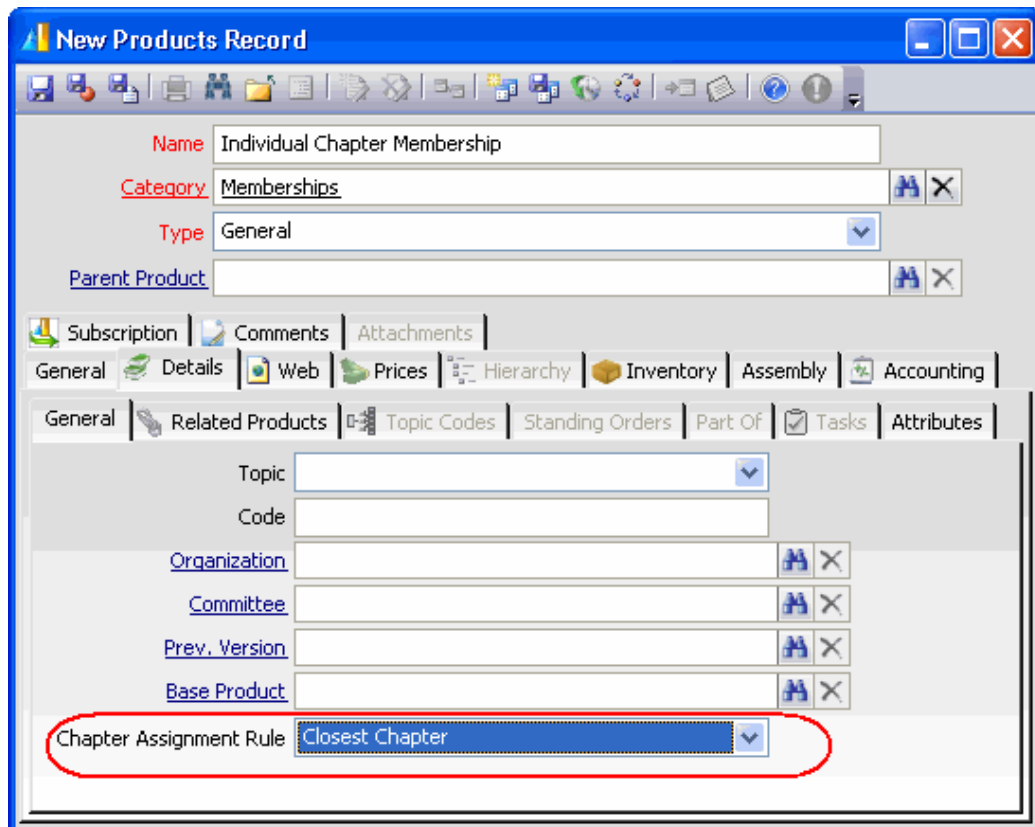 New Products Record
Name Individual Chapter Membership
Category Memberships
Type General
Parent Product
Subscription Comments Attachments
General Details Web Prices Hierarchy Inventory Assembly Accounting
General Related Products Topic Codes Standing Orders Part Of Tasks Attributes
Topic
Code
Organization
Committee
Prev. Version
Base Product
Chapter Assignment Rule Closest Chapter